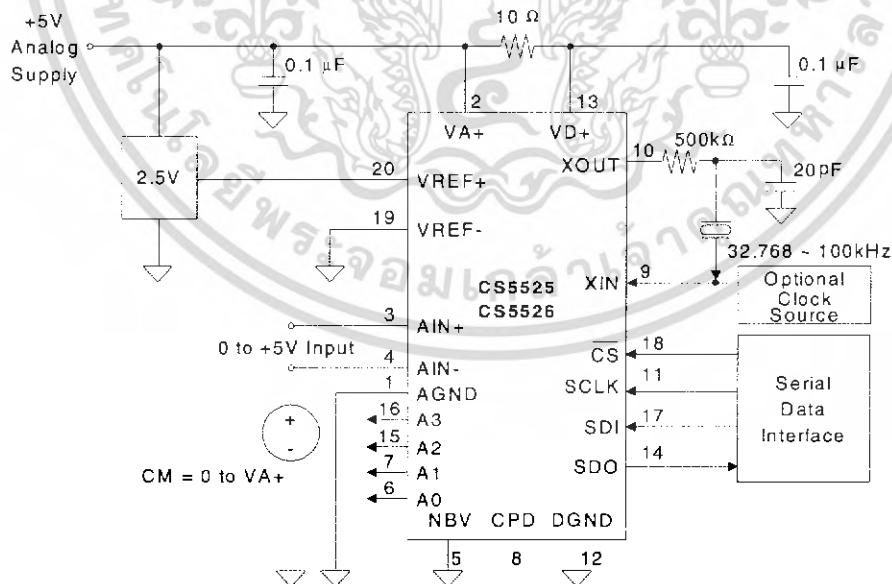 +5V
Analog
Supply
10 Ω
0.1 µF
0.1 µF
2
13
VA+
VD+
500kΩ
10
XOUT
20pF
2.5V
20
VREF+
19
VREF-
32.768 ~ 100kHz
CS5525
CS5526
9
XIN
Optional
Clock
Source
3
AIN+
0 to +5V Input
4
AIN-
1
AGND
CS
18
SCLK
11
SDI
17
SDO
14
Serial
Data
Interface
16
A3
15
A2
7
A1
6
A0
+
-
CM = 0 to VA+
NBV
CPD
DGND
5
8
12